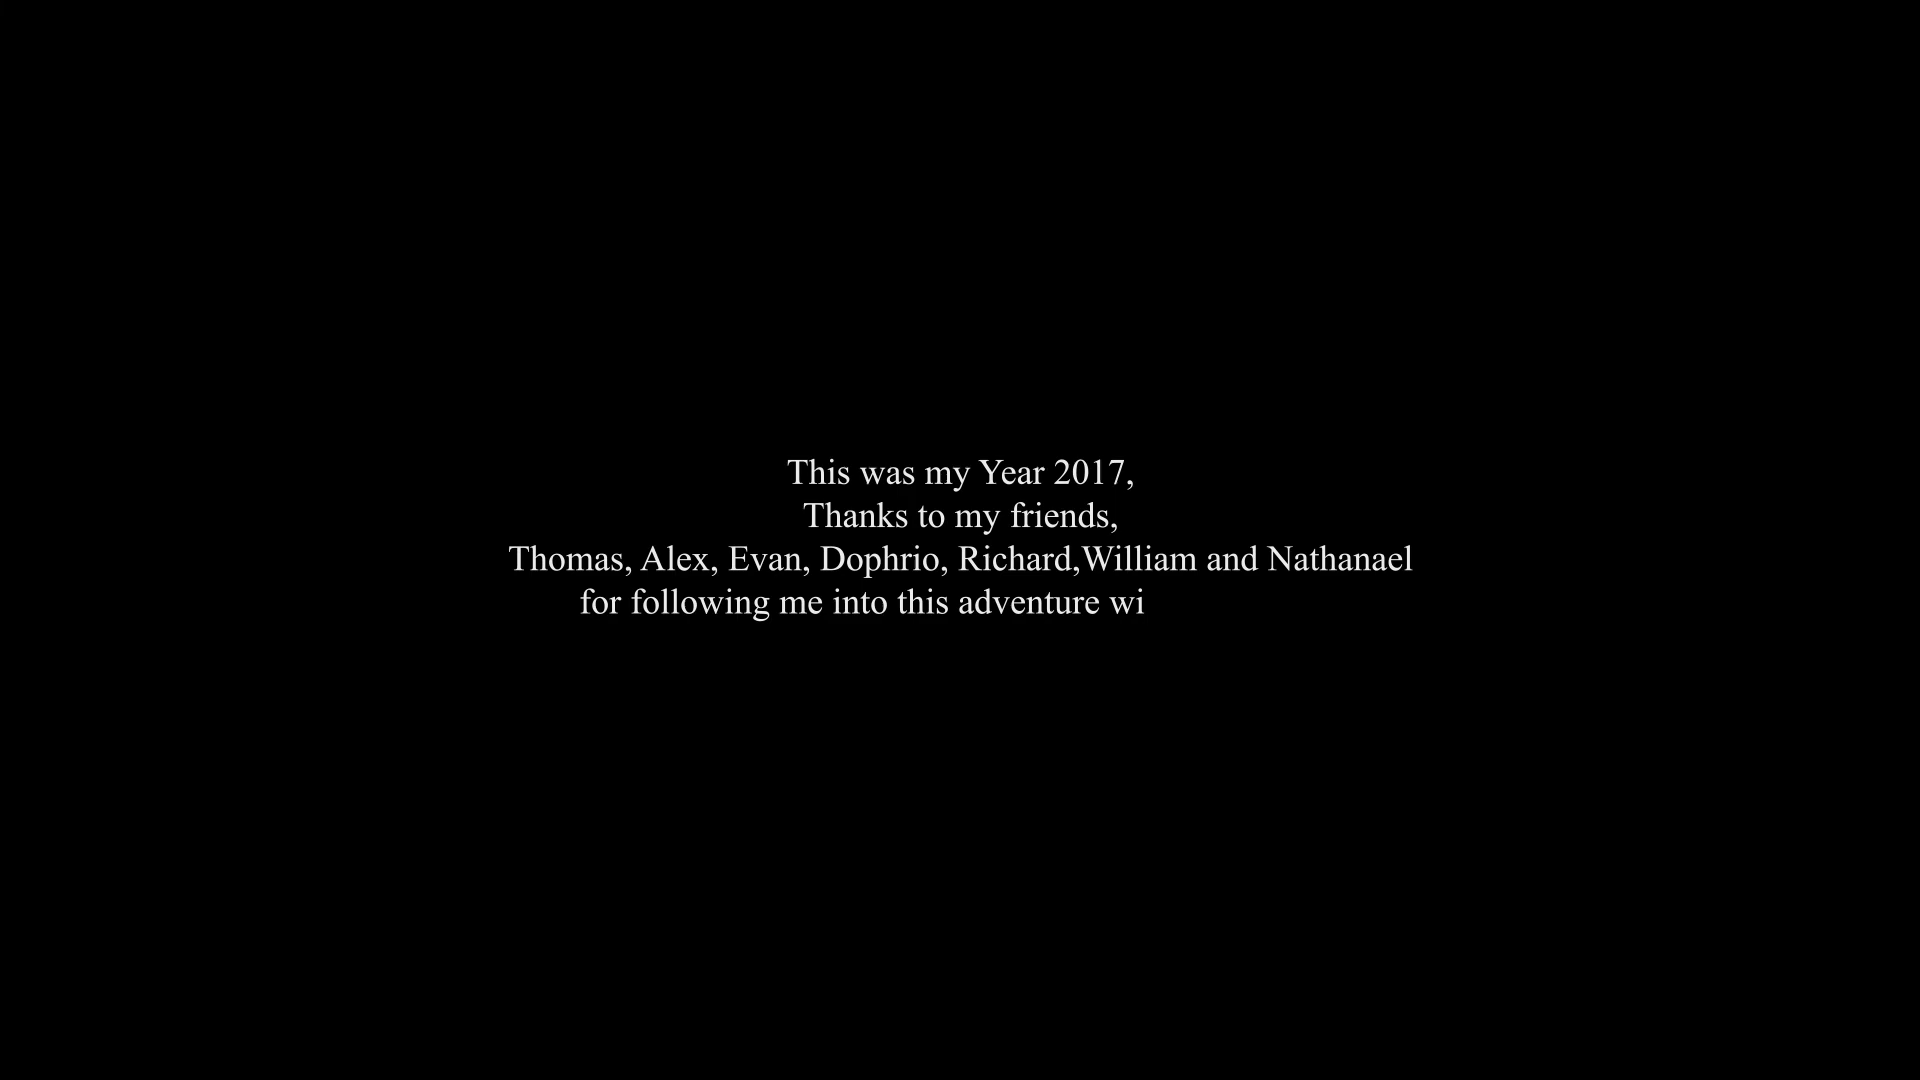 This was my Year 2017,
Thanks to my friends,
Thomas, Alex, Evan, Dophrio, Richard,William and Nathanael
for following me into this adventure wi